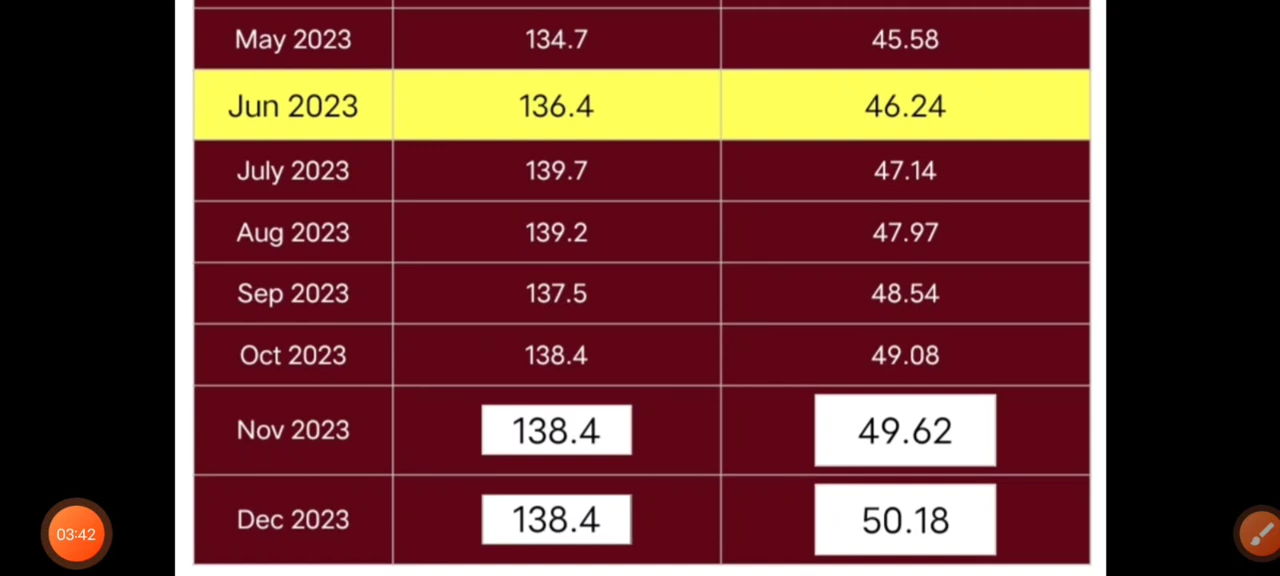 May 2023 134.7 45.58
Jun 2023 136.4 46.24
July 2023 139.7 47.14
Aug 2023 139.2 47.97
Sep 2023 137.5 48.54
Oct 2023 138.4 49.08
Nov 2023 138.4 49.62
Dec 2023 138.4 50.18
03:42